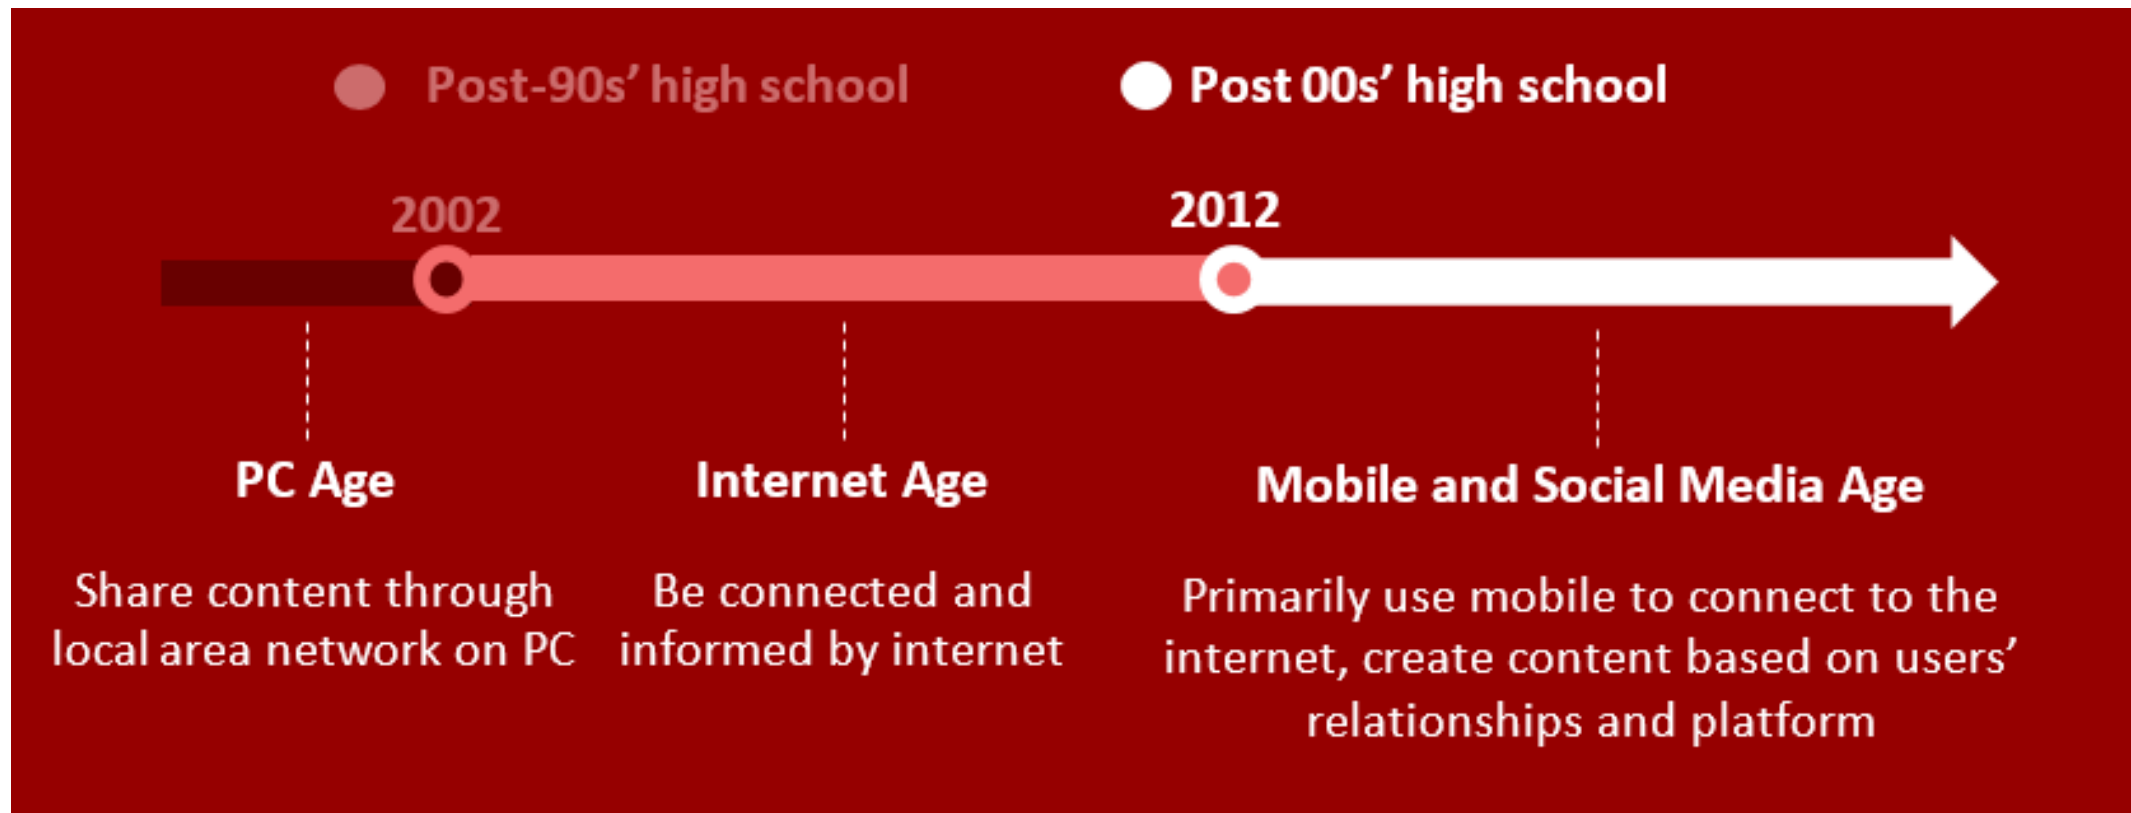 Post-90s’ high school
Post 00s’ high school
2002
2012
PC Age
Internet Age
Mobile and Social Media Age
Share content through
local area network on PC
Be connected and
informed by internet
Primarily use mobile to connect to the
internet, create content based on users’
relationships and platform